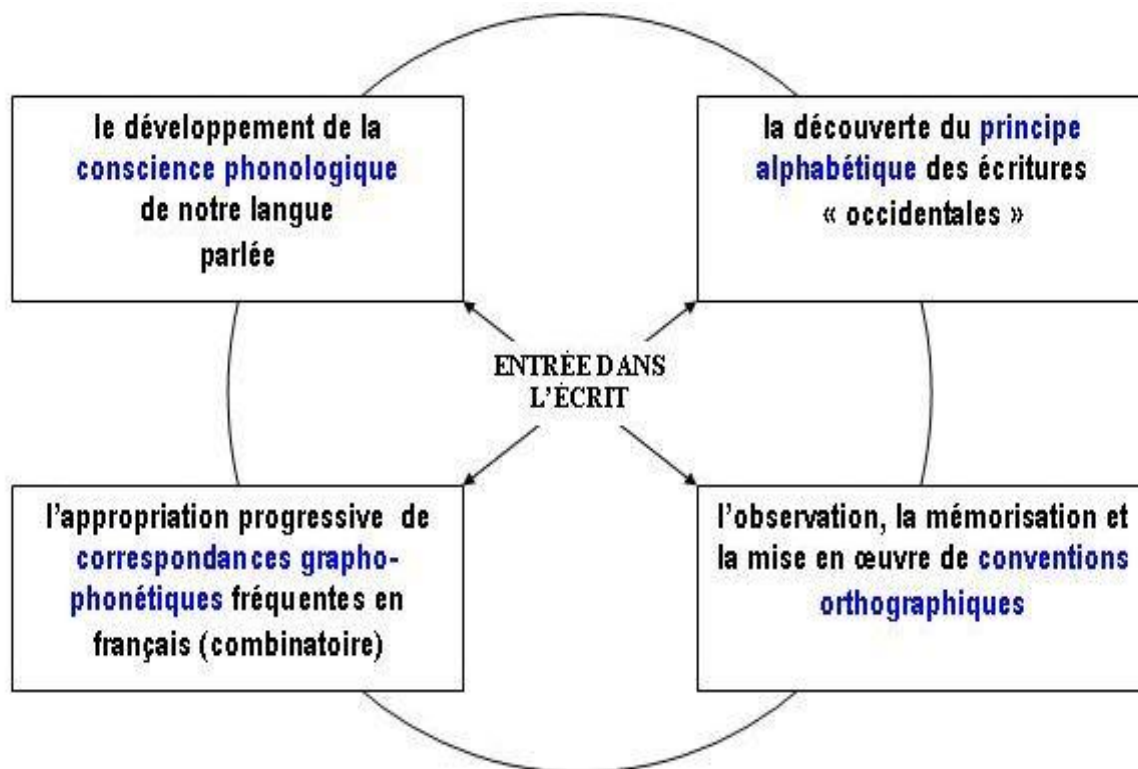 le développement de la
conscience phonologique
de notre langue
parlée
la découverte du principe
alphabétique des écritures
« occidentales »
ENTRÉE DANS
L'ÉCRIT
l'appropriation progressive de
correspondances grapho-
phonétiques fréquentes en
français (combinatoire)
l'observation, la mémorisation et
la mise en œuvre de conventions
orthographiques